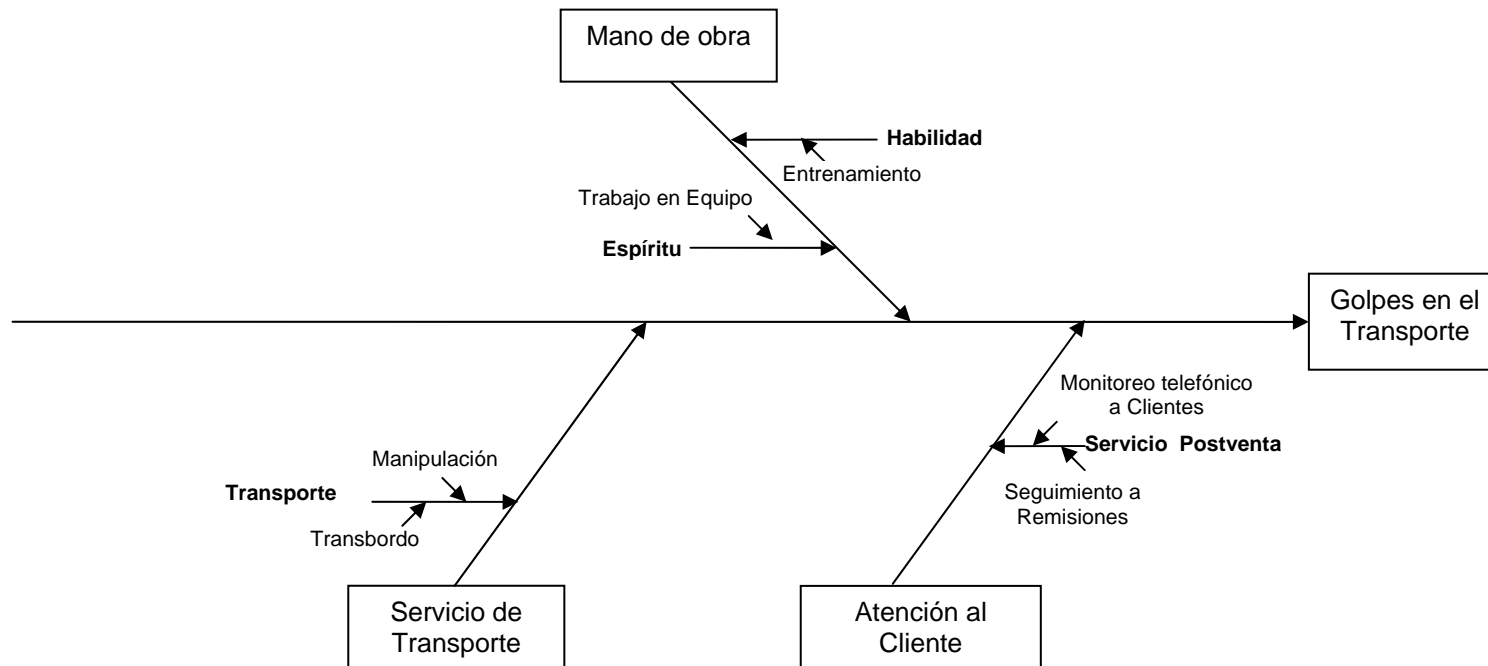 Mano de obra
Habilidad
Entrenamiento
Trabajo en Equipo
Espíritu
Golpes en el
Transporte
Monitoreo telefónico
a Clientes
Servicio Postventa
Manipulación
Transporte
Seguimiento a
Remisiones
Transbordo
Servicio de
Transporte
Atención al
Cliente